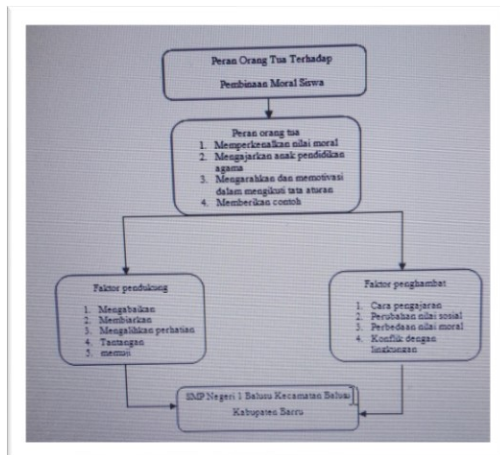 Peran Orang Tua Terhadap
Pembinaan Moral Siswa
Peran orang tua
1. Memperkenalkan nilai moral
2. Mengajarkan anak pendidikan
agama
3. Mengarahkan dan memotivasi
dalam mengikuti tata aturan
4. Memberikan contoh
Faktor pendukung
1. Mengabaikan
2. Membiarkan
3. Mengalihkan perhatian
4. Tantangan
5. memuji
Faktor penghambat
1. Cara pengajaran
2. Perubahan nilai sosial
3. Perbedaan nilai moral
4. Konflik dengan
lingkungan
SMP Negeri 1 Balusu Kecamatan Balusu
Kabupaten Barru